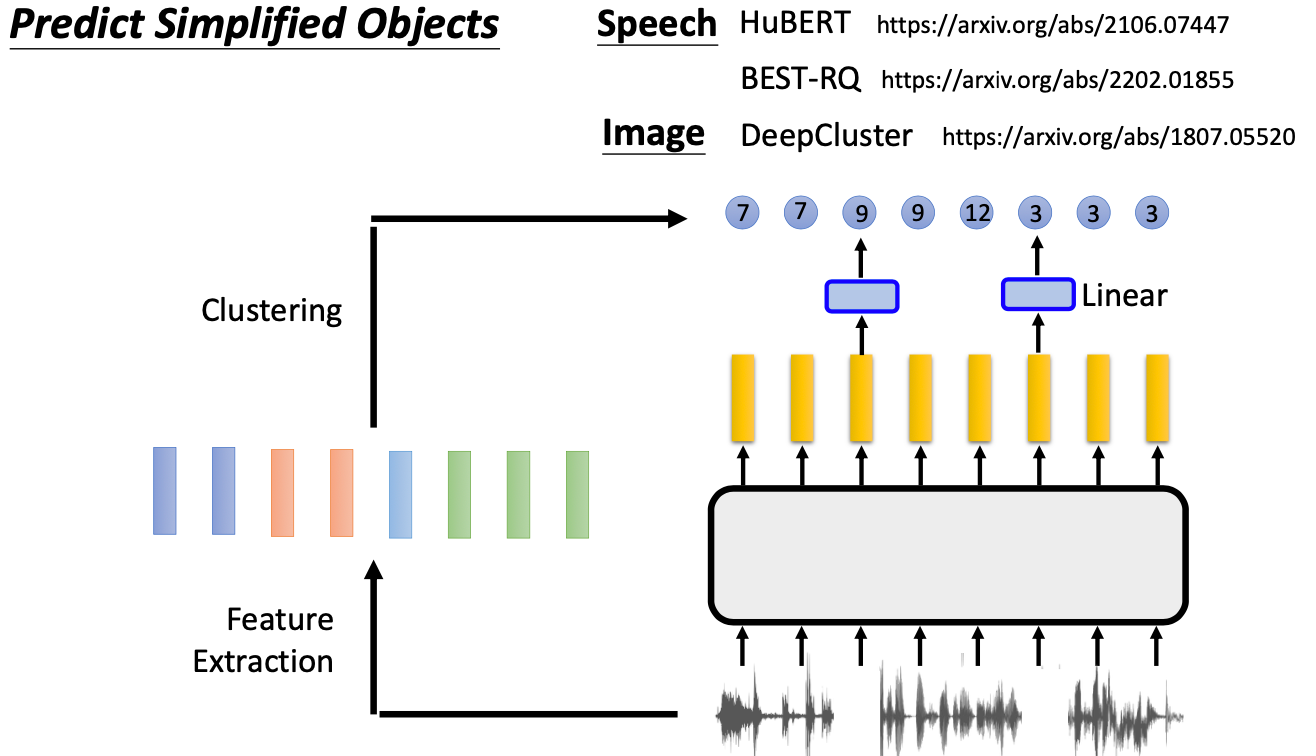 Predict Simplified Objects
Speech HuBERT https://arxiv.org/abs/2106.07447
BEST-RQ https://arxiv.org/abs/2202.01855
Image DeepCluster https://arxiv.org/abs/1807.05520
7 7 9 9 12 3 3 3
Clustering
Linear
Feature
Extraction